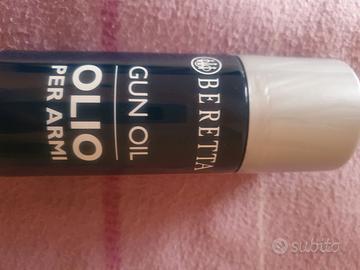 BERETTA
GUN OIL
OLIO
PER ARMI
subito